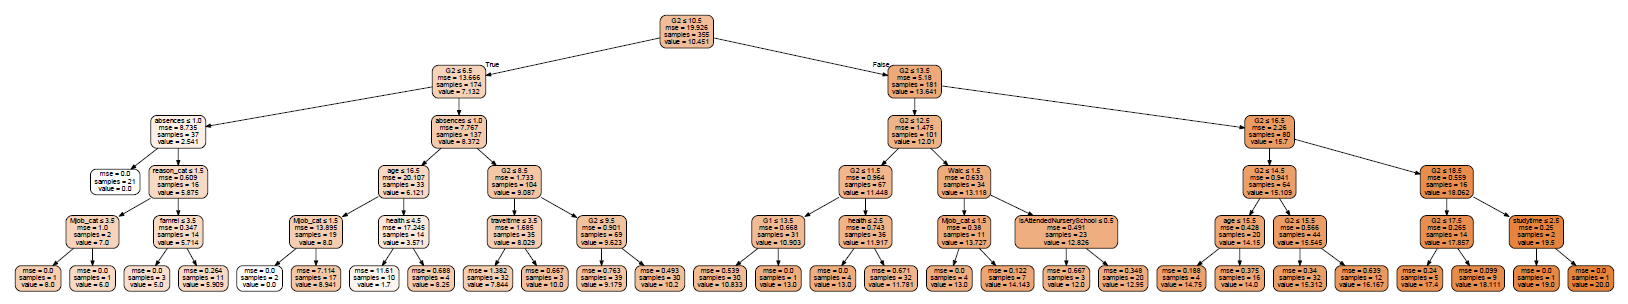 G2 ≤ 10.5
mse = 19.926
samples = 355
value = 10.451
True
False
G2 ≤ 6.5
mse = 13.666
samples = 174
value = 7.132
G2 ≤ 13.5
mse = 5.18
samples = 181
value = 13.641
absences ≤ 1.0
mse = 8.735
samples = 37
value = 2.541
absences ≤ 1.0
mse = 7.767
samples = 137
value = 8.372
G2 ≤ 12.5
mse = 1.475
samples = 101
value = 12.01
G2 ≤ 16.5
mse = 2.26
samples = 80
value = 15.7
mse = 0.0
samples = 21
value = 0.0
reason_cat ≤ 1.5
mse = 0.609
samples = 16
value = 5.875
age ≤ 16.5
mse = 20.107
samples = 33
value = 6.121
G2 ≤ 8.5
mse = 1.733
samples = 104
value = 9.087
G2 ≤ 11.5
mse = 0.964
samples = 67
value = 11.448
Walc ≤ 1.5
mse = 0.633
samples = 34
value = 13.118
G2 ≤ 14.5
mse = 0.941
samples = 64
value = 15.109
G2 ≤ 18.5
mse = 0.559
samples = 16
value = 18.062
Mjob_cat ≤ 3.5
mse = 1.0
samples = 2
value = 7.0
famrel ≤ 3.5
mse = 0.347
samples = 14
value = 5.714
Mjob_cat ≤ 1.5
mse = 13.895
samples = 19
value = 8.0
health ≤ 4.5
mse = 17.245
samples = 14
value = 3.571
traveltime ≤ 3.5
mse = 1.685
samples = 35
value = 8.029
G2 ≤ 9.5
mse = 0.901
samples = 69
value = 9.623
G1 ≤ 13.5
mse = 0.668
samples = 31
value = 10.903
health ≤ 2.5
mse = 0.743
samples = 36
value = 11.917
Mjob_cat ≤ 1.5
mse = 0.38
samples = 11
value = 13.727
isAttendedNurserySchool ≤ 0.5
mse = 0.491
samples = 23
value = 12.826
age ≤ 15.5
mse = 0.428
samples = 20
value = 14.15
G2 ≤ 15.5
mse = 0.566
samples = 44
value = 15.545
G2 ≤ 17.5
mse = 0.265
samples = 14
value = 17.857
studytime ≤ 2.5
mse = 0.25
samples = 2
value = 19.5
mse = 0.0
samples = 1
value = 8.0
mse = 0.0
samples = 1
value = 6.0
mse = 0.0
samples = 3
value = 5.0
mse = 0.264
samples = 11
value = 5.909
mse = 0.0
samples = 2
value = 0.0
mse = 7.114
samples = 17
value = 8.941
mse = 11.61
samples = 10
value = 1.7
mse = 0.688
samples = 4
value = 8.25
mse = 1.382
samples = 32
value = 7.844
mse = 0.667
samples = 3
value = 10.0
mse = 0.763
samples = 39
value = 9.179
mse = 0.493
samples = 30
value = 10.2
mse = 0.539
samples = 30
value = 10.833
mse = 0.0
samples = 1
value = 13.0
mse = 0.0
samples = 4
value = 13.0
mse = 0.671
samples = 32
value = 11.781
mse = 0.0
samples = 4
value = 13.0
mse = 0.122
samples = 7
value = 14.143
mse = 0.667
samples = 3
value = 12.0
mse = 0.348
samples = 20
value = 12.95
mse = 0.188
samples = 4
value = 14.75
mse = 0.375
samples = 16
value = 14.0
mse = 0.34
samples = 32
value = 15.312
mse = 0.639
samples = 12
value = 16.167
mse = 0.24
samples = 5
value = 17.4
mse = 0.099
samples = 9
value = 18.111
mse = 0.0
samples = 1
value = 19.0
mse = 0.0
samples = 1
value = 20.0